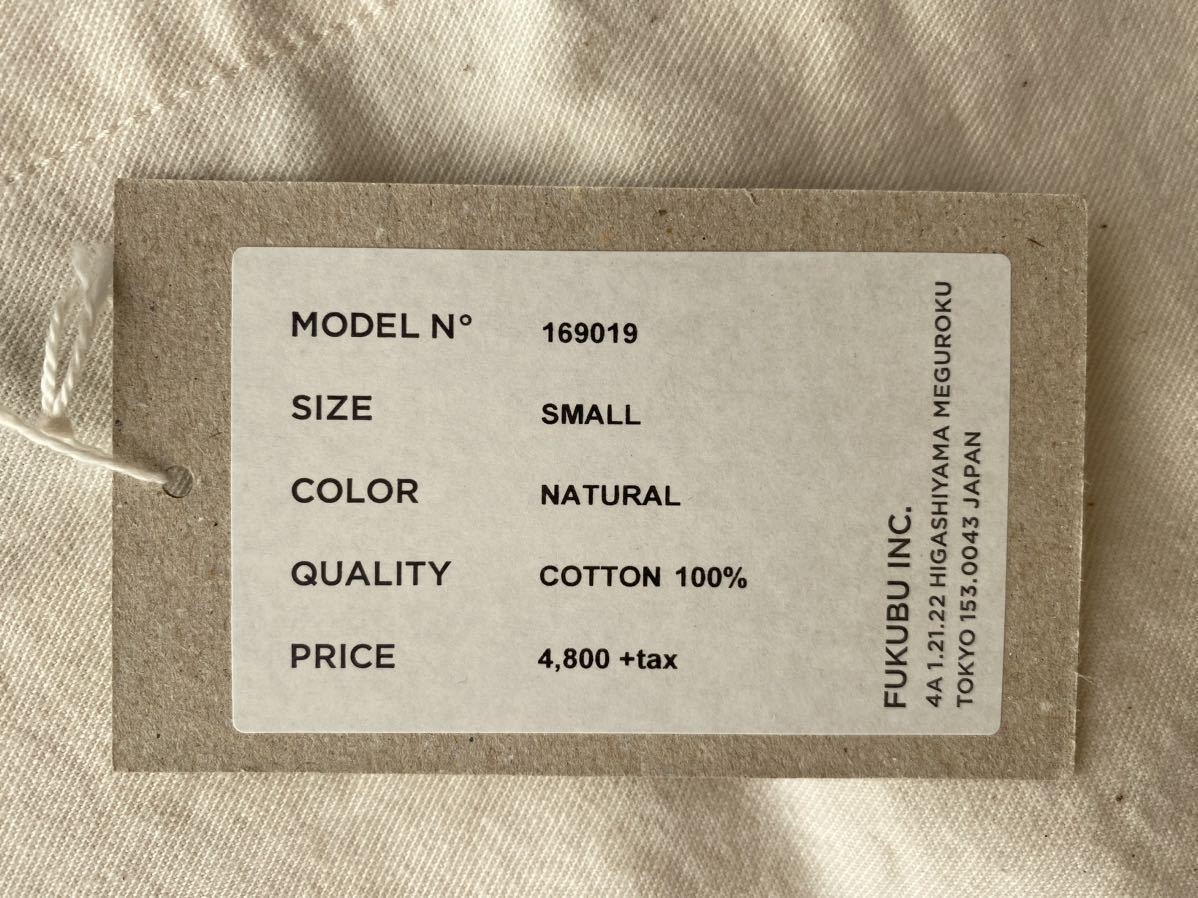 MODEL N° 169019
SIZE SMALL
COLOR NATURAL
QUALITY COTTON 100%
PRICE 4,800 +tax
FUKUBU INC.
4A 1.21.22 HIGASHIYAMA MEGUROKU
TOKYO 153.0043 JAPAN